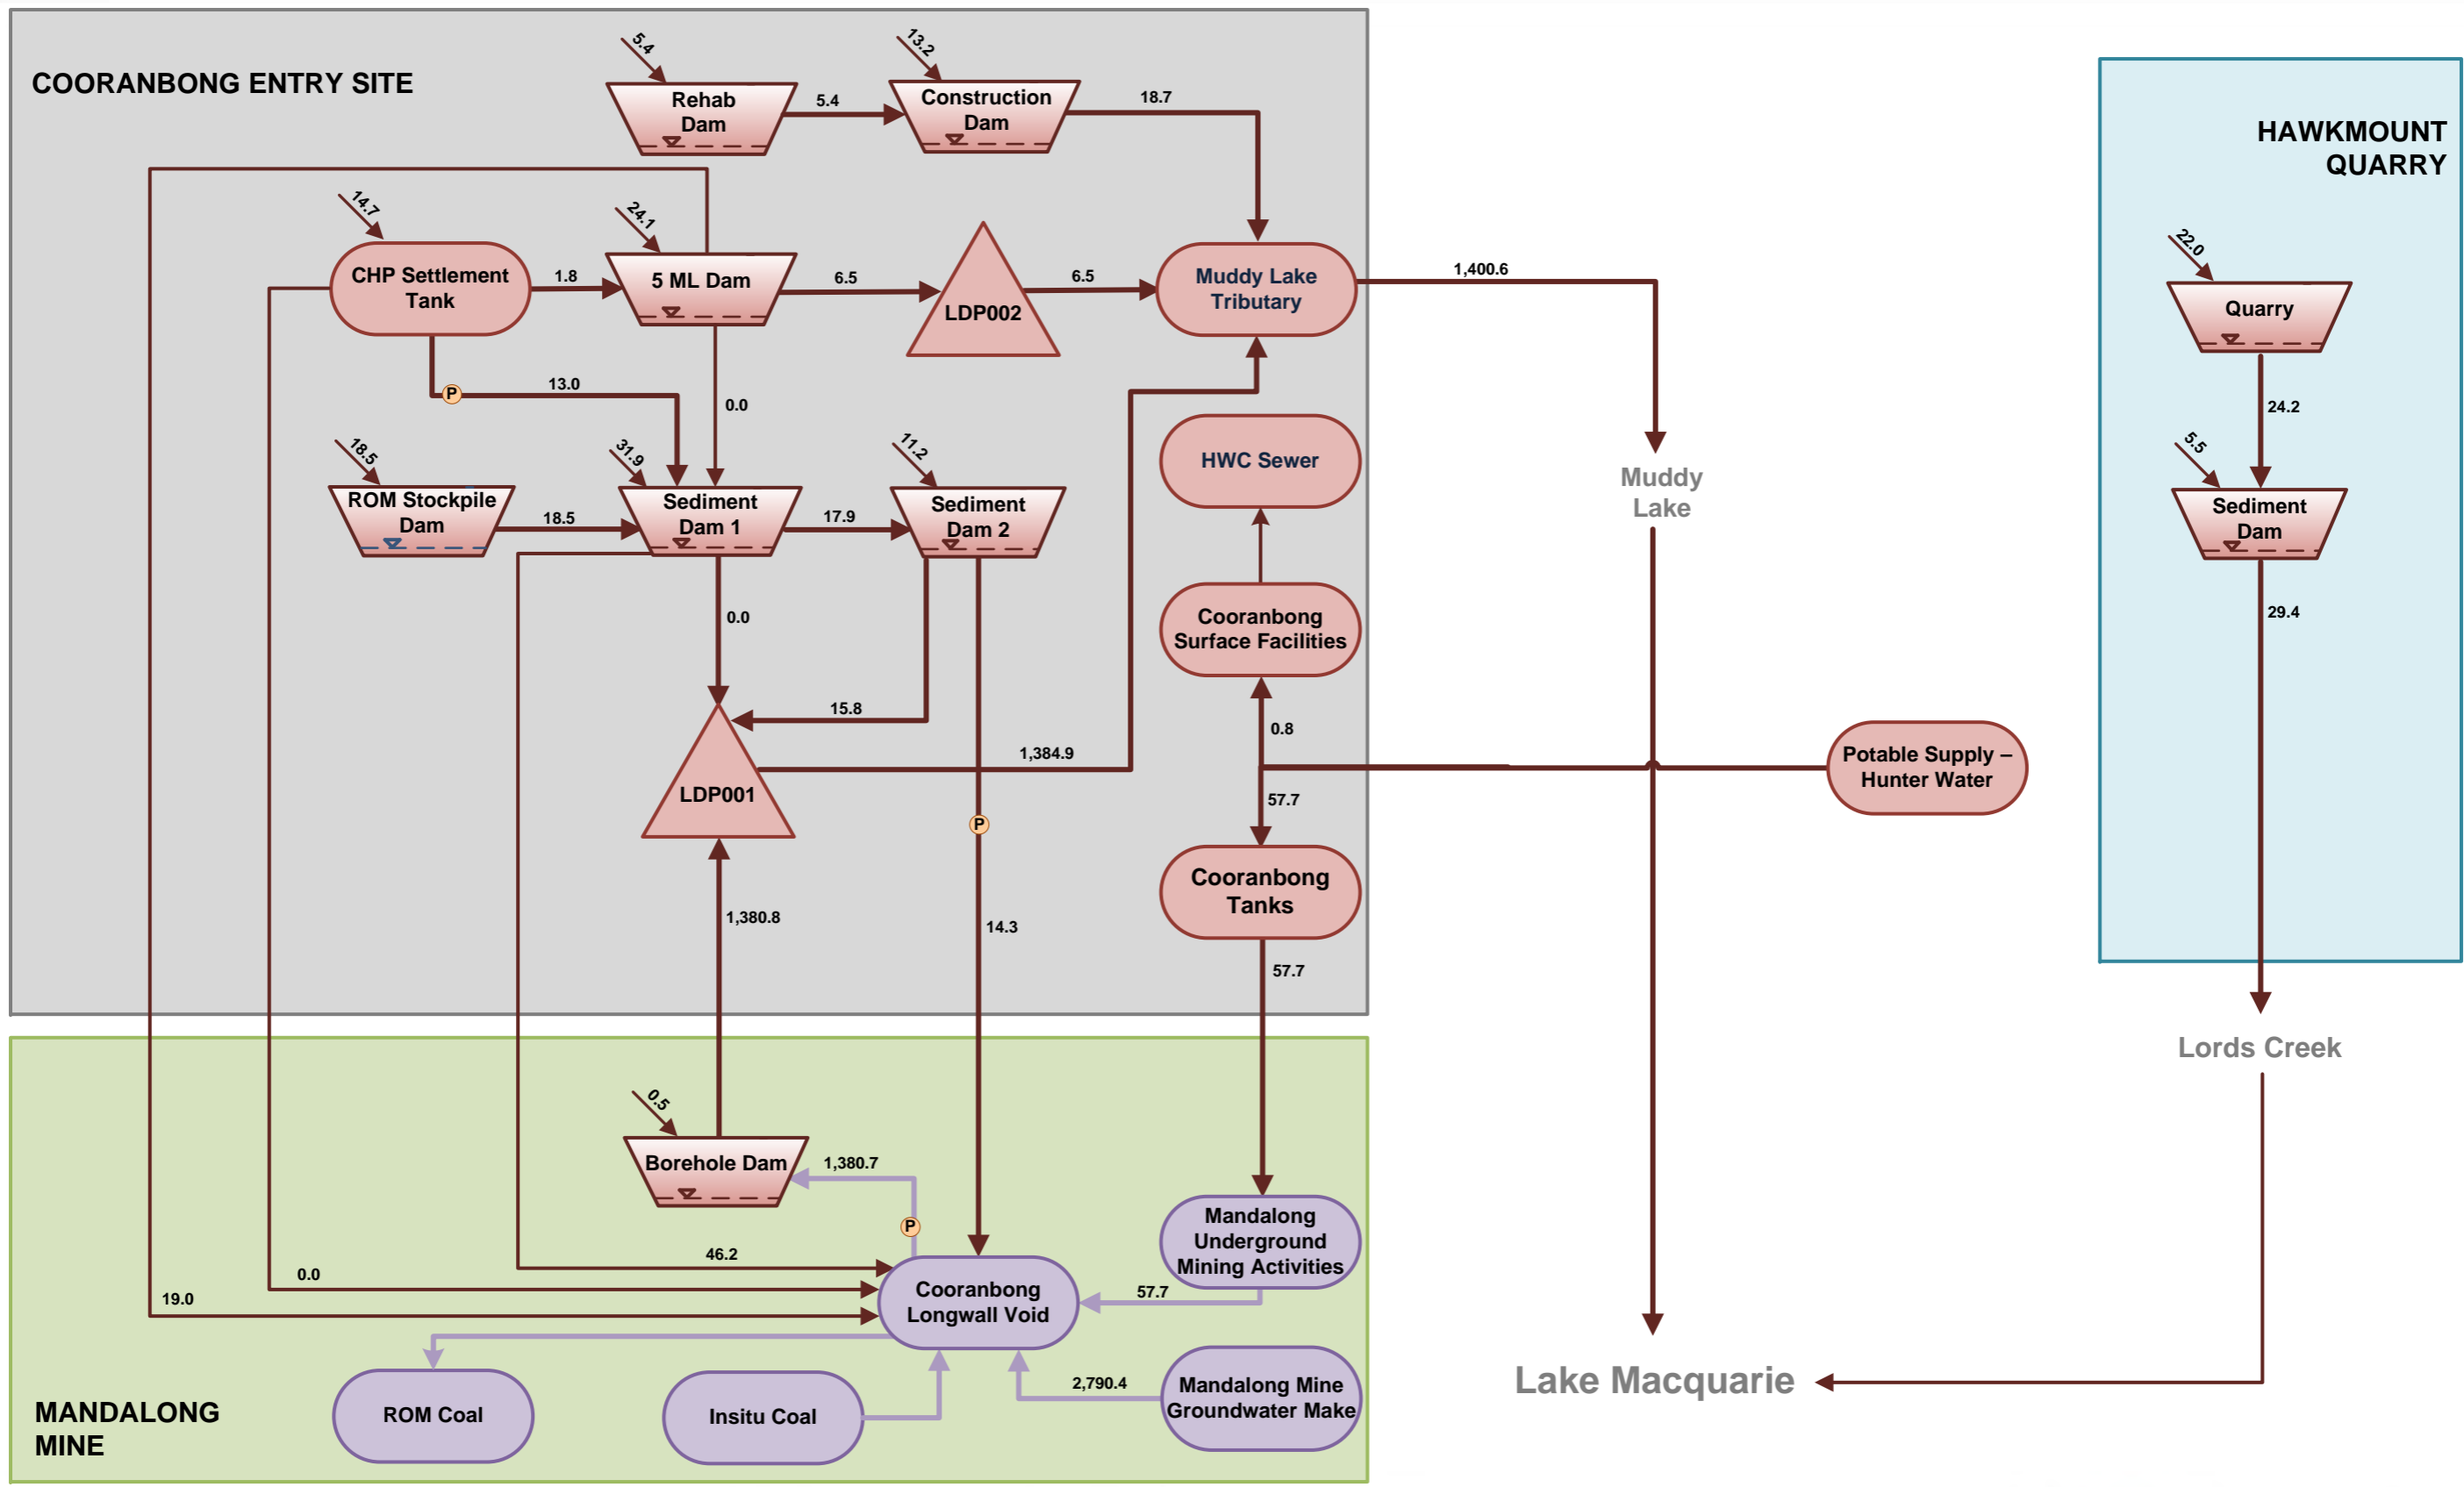 COORANBONG ENTRY SITE
5.4
Rehab
Dam
5.4
13.2
Construction
Dam
18.7
14.7
CHP Settlement
Tank
1.8
24.1
5 ML Dam
6.5
LDP002
6.5
Muddy Lake
Tributary
1,400.6
P
13.0
0.0
18.5
ROM Stockpile
Dam
18.5
31.9
Sediment
Dam 1
17.9
11.2
Sediment
Dam 2
HWC Sewer
Muddy
Lake
0.0
15.8
Cooranbong
Surface Facilities
LDP001
1,384.9
0.8
57.7
Potable Supply –
Hunter Water
P
Cooranbong
Tanks
1,380.8
14.3
57.7
HAWKMOUNT
QUARRY
22.0
Quarry
24.2
5.5
Sediment
Dam
29.4
Lords Creek
Lake Macquarie
0.5
Borehole Dam
1,380.7
P
46.2
0.0
19.0
Cooranbong
Longwall Void
Mandalong
Underground
Mining Activities
57.7
ROM Coal
Insitu Coal
2,790.4
Mandalong Mine
Groundwater Make
MANDALONG
MINE